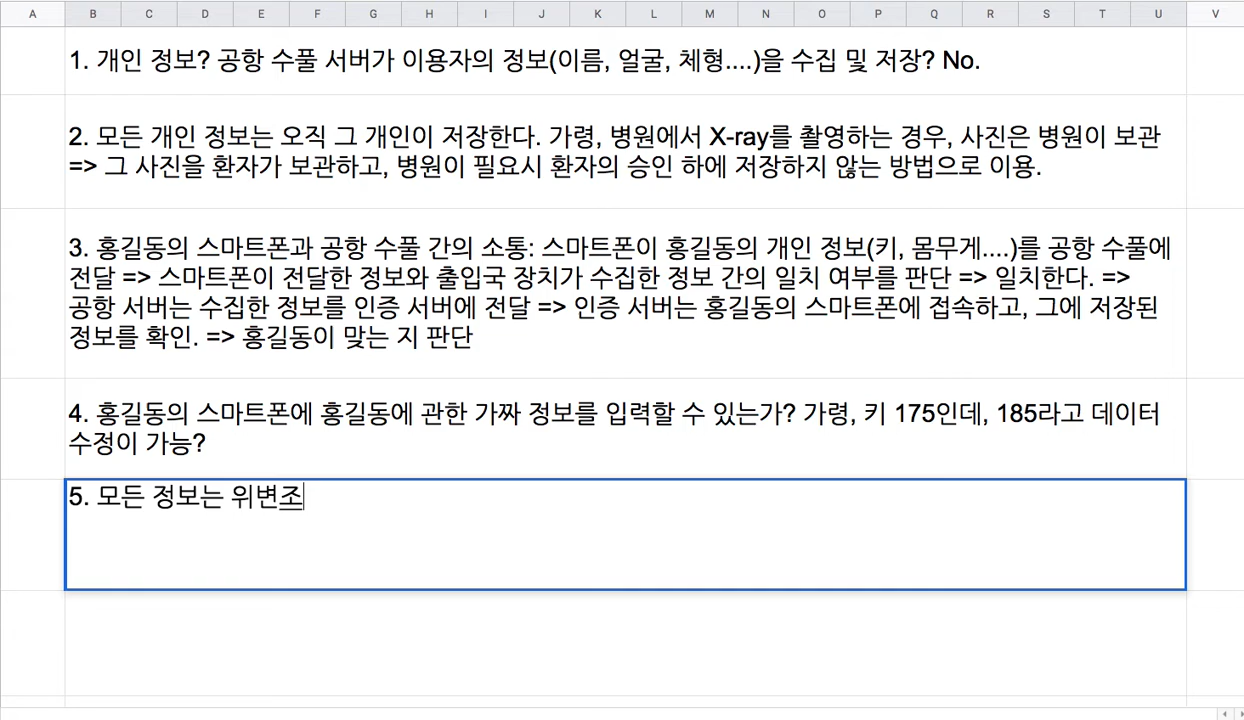 A B C D E F G H I J K L M N O P Q R S T U V
1. 개인 정보? 공항 수풀 서버가 이용자의 정보(이름, 얼굴, 체형....)을 수집 및 저장? No.
2. 모든 개인 정보는 오직 그 개인이 저장한다. 가령, 병원에서 X-ray를 촬영하는 경우, 사진은 병원이 보관
=> 그 사진을 환자가 보관하고, 병원이 필요시 환자의 승인 하에 저장하지 않는 방법으로 이용.
3. 홍길동의 스마트폰과 공항 수풀 간의 소통: 스마트폰이 홍길동의 개인 정보(키, 몸무게....)를 공항 수풀에
전달 => 스마트폰이 전달한 정보와 출입국 장치가 수집한 정보 간의 일치 여부를 판단 => 일치한다. =>
공항 서버는 수집한 정보를 인증 서버에 전달 => 인증 서버는 홍길동의 스마트폰에 접속하고, 그에 저장된
정보를 확인. => 홍길동이 맞는 지 판단
4. 홍길동의 스마트폰에 홍길동에 관한 가짜 정보를 입력할 수 있는가? 가령, 키 175인데, 185라고 데이터
수정이 가능?
5. 모든 정보는 위변조